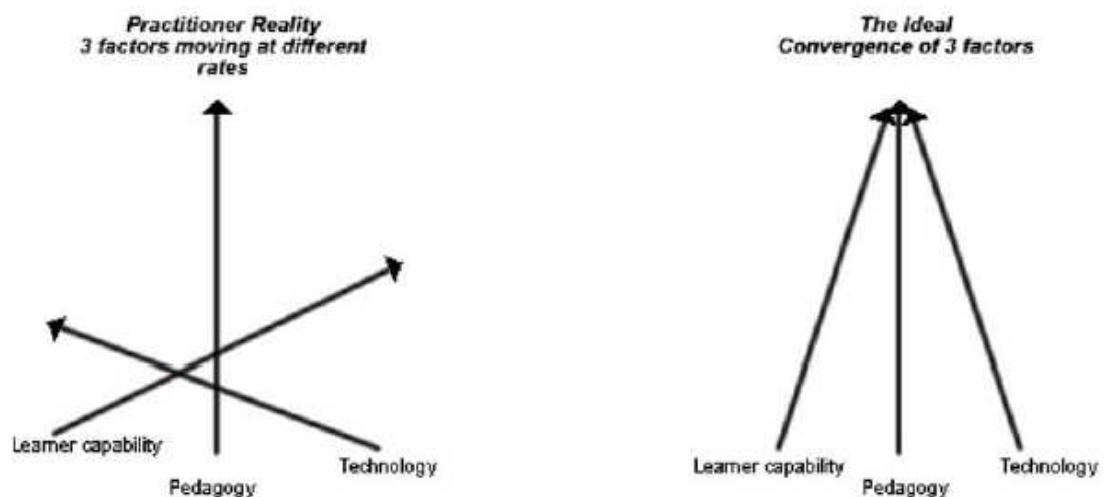 Practitioner Reality
3 factors moving at different
rates
Learner capability
Pedagogy
Technology
The Ideal
Convergence of 3 factors
Learner capability
Pedagogy
Technology